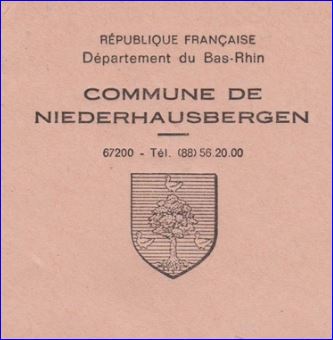 RÉPUBLIQUE FRANÇAISE
Département du Bas-Rhin
COMMUNE DE
NIEDERHAUSBERGEN
67200 - Tél. (88) 56.20.00